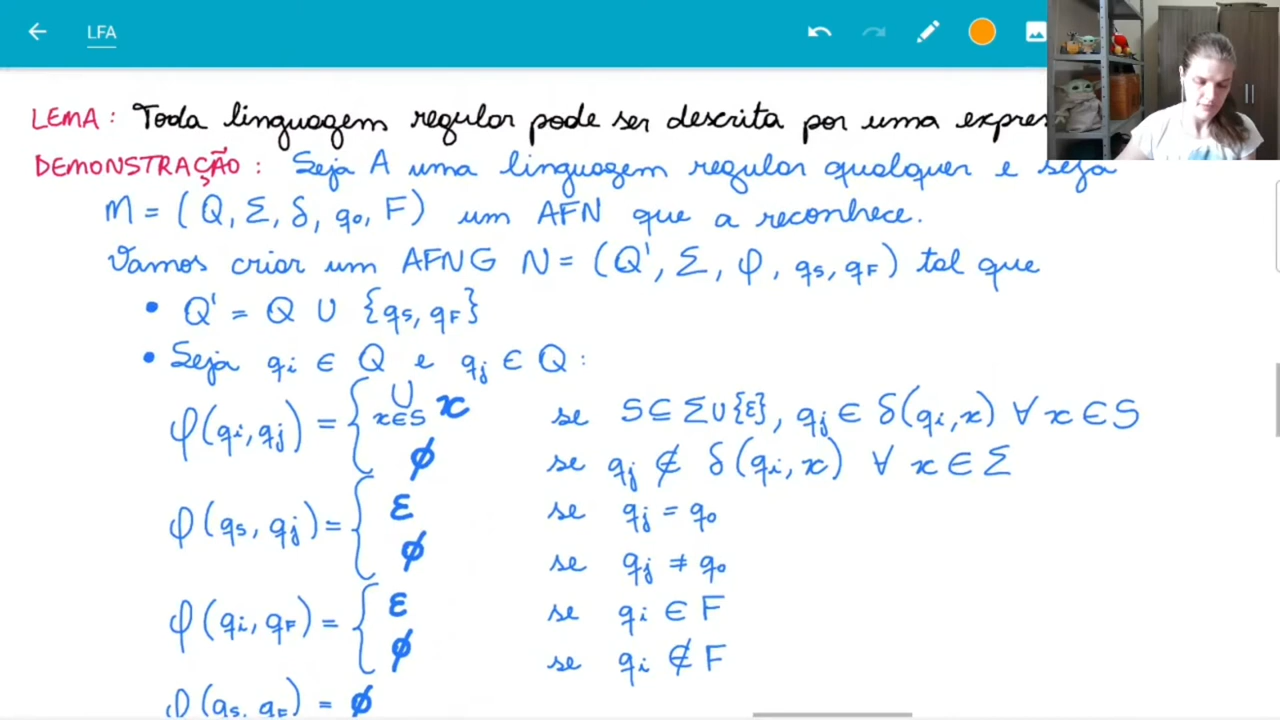 LFA
LEMA: Toda linguagem regular pode ser descrita por uma
DEMONSTRAÇÃO: Seja A uma linguagem regular qualquer e seja
M = (Q, Σ, δ, q₀, F) um AFN que a reconhece.
Vamos criar um AFNG N = (Q', Σ, φ, qs, qF) tal que
• Q' = Q ∪ {qs, qF}
• Seja qi ∈ Q e qj ∈ Q :
φ(qi, qj) = { ∪ x∈S x se S ⊆ Σ ∪ {ε}, qj ∈ δ(qi, x) ∀ x ∈ S
∅ se qj ∉ δ(qi, x) ∀ x ∈ Σ
φ(qs, qj) = { ε se qj = q₀
∅ se qj ≠ q₀
φ(qi, qF) = { ε se qi ∈ F
∅ se qi ∉ F
φ(qs, qF) = ∅